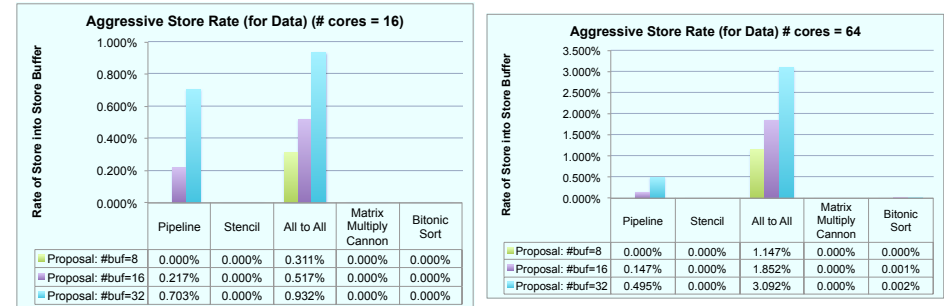 Aggressive Store Rate (for Data) (# cores = 16)
Rate of Store into Store Buffer
1.000%
0.800%
0.600%
0.400%
0.200%
0.000%
Pipeline Stencil All to All Matrix Multiply Cannon Bitonic Sort
Proposal: #buf=8 0.000% 0.000% 0.311% 0.000% 0.000%
Proposal: #buf=16 0.217% 0.000% 0.517% 0.000% 0.000%
Proposal: #buf=32 0.703% 0.000% 0.932% 0.000% 0.000%
Aggressive Store Rate (for Data) # cores = 64
Rate of Store into Store Buffer
3.500%
3.000%
2.500%
2.000%
1.500%
1.000%
0.500%
0.000%
Pipeline Stencil All to All Matrix Multiply Cannon Bitonic Sort
Proposal: #buf=8 0.000% 0.000% 1.147% 0.000% 0.000%
Proposal: #buf=16 0.147% 0.000% 1.852% 0.000% 0.001%
Proposal: #buf=32 0.495% 0.000% 3.092% 0.000% 0.002%